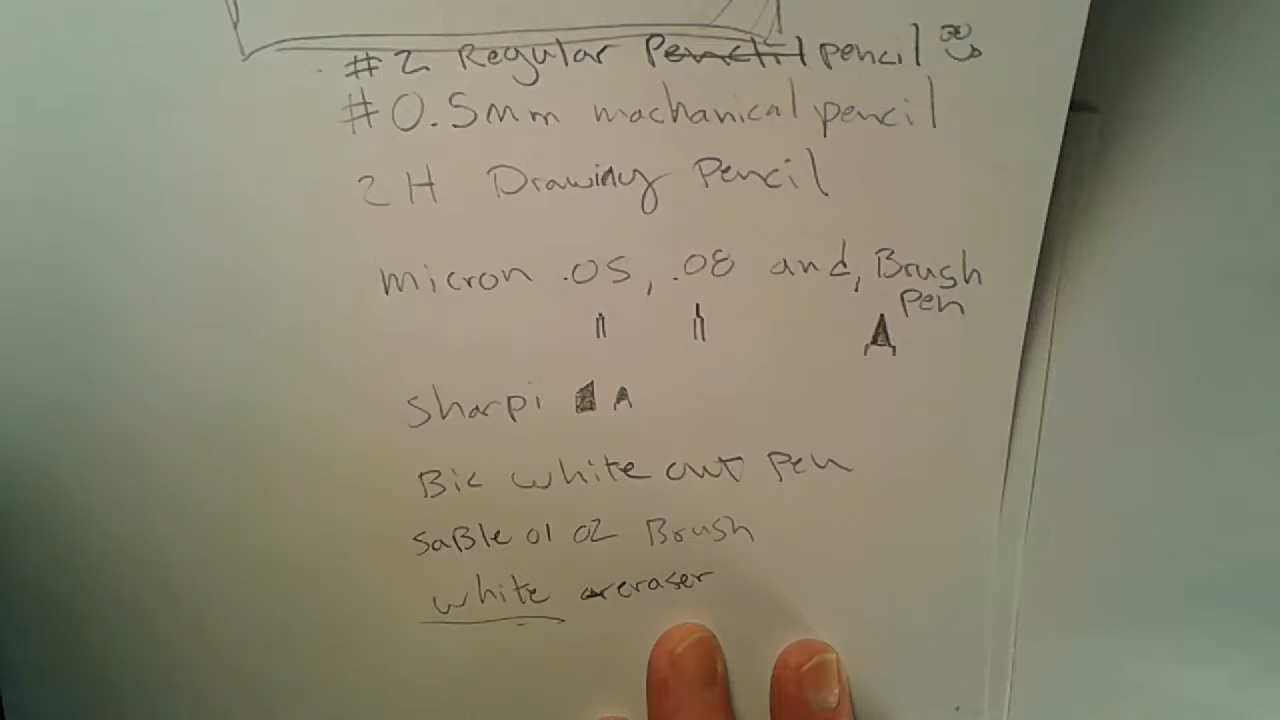 #2 Regular Pencil pencil
#0.5mm machanical pencil
2H Drawing Pencil
micron .05, .08 and, Brush
Pen
Sharpi
Bic white out Pen
SaBle 01 02 Brush
white eraser